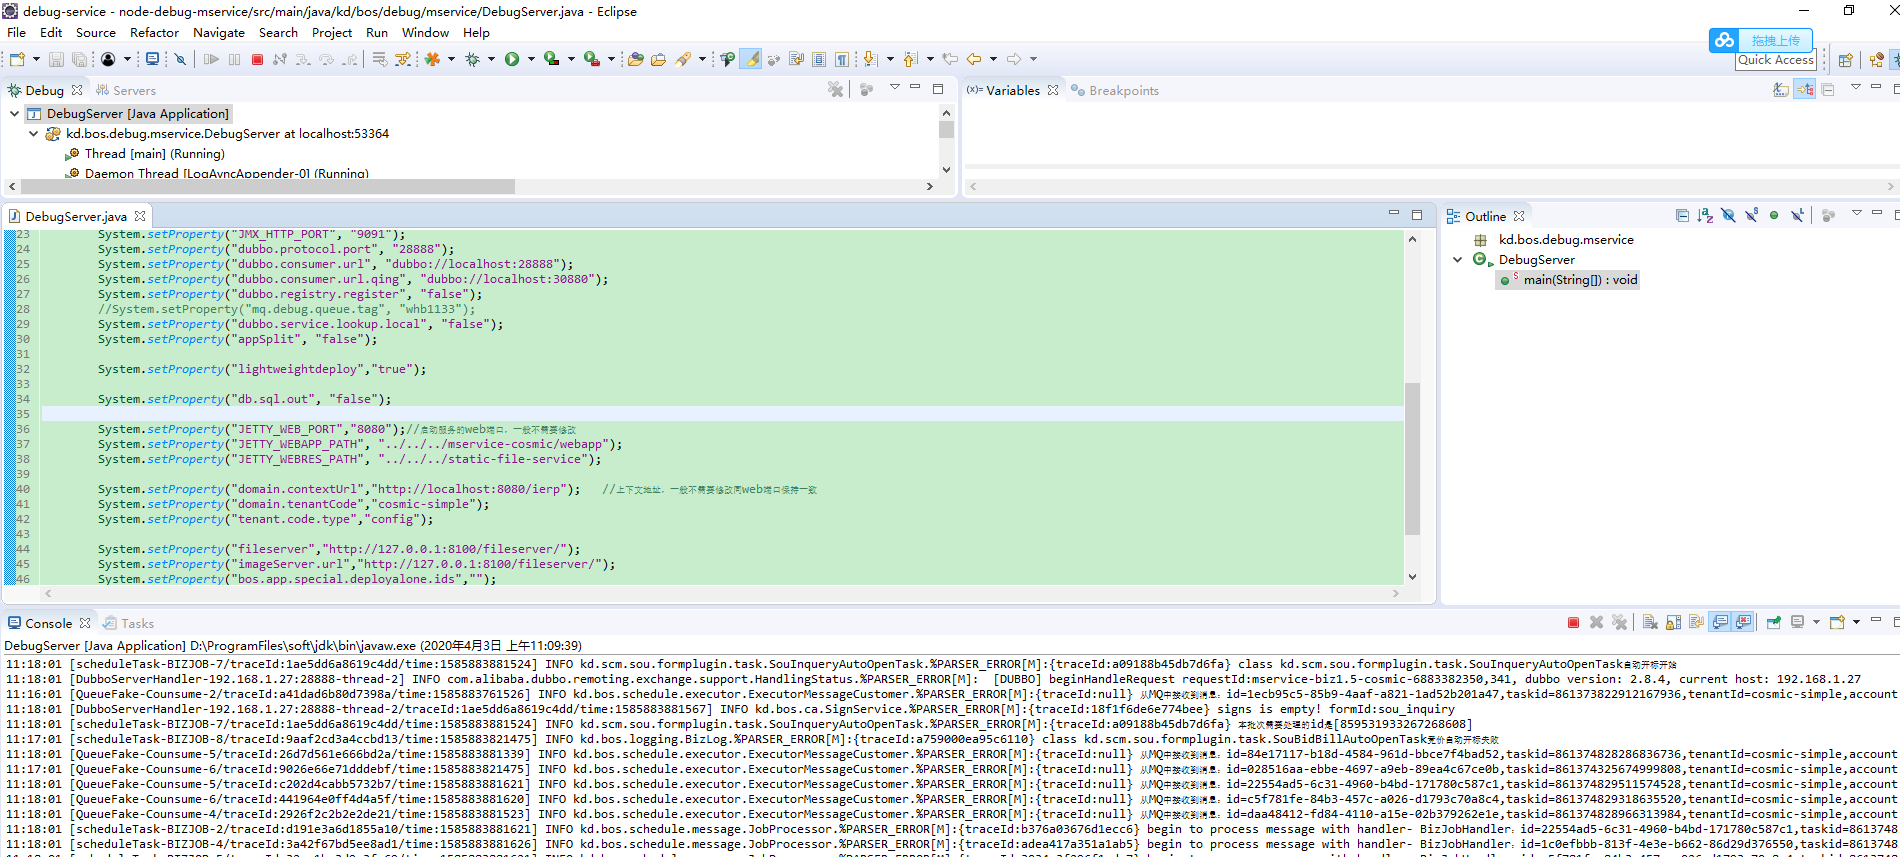 debug-service - node-debug-mservice/src/main/java/kd/bos/debug/mservice/DebugServer.java - Eclipse
File Edit Source Refactor Navigate Search Project Run Window Help
拖拽上传
Quick Access
Debug Servers
(x)= Variables Breakpoints
DebugServer [Java Application]
kd.bos.debug.mservice.DebugServer at localhost:53364
Thread [main] (Running)
Daemon Thread [LogAyncAppender-0] (Running)
DebugServer.java
Outline
kd.bos.debug.mservice
DebugServer
main(String[]) : void
23 System.setProperty("JMX_HTTP_PORT", "9091");
24 System.setProperty("dubbo.protocol.port", "28888");
25 System.setProperty("dubbo.consumer.url", "dubbo://localhost:28888");
26 System.setProperty("dubbo.consumer.url.qing", "dubbo://localhost:30880");
27 System.setProperty("dubbo.registry.register", "false");
28 //System.setProperty("mq.debug.queue.tag", "whb1133");
29 System.setProperty("dubbo.service.lookup.local", "false");
30 System.setProperty("appSplit", "false");
31
32 System.setProperty("lightweightdeploy","true");
33
34 System.setProperty("db.sql.out", "false");
35
36 System.setProperty("JETTY_WEB_PORT","8080");//启动服务的web端口，一般不需要修改
37 System.setProperty("JETTY_WEBAPP_PATH", "../../../mservice-cosmic/webapp");
38 System.setProperty("JETTY_WEBRES_PATH", "../../../static-file-service");
39
40 System.setProperty("domain.contextUrl","http://localhost:8080/ierp"); //上下文地址，一般不需要修改同web端口保持一致
41 System.setProperty("domain.tenantCode","cosmic-simple");
42 System.setProperty("tenant.code.type","config");
43
44 System.setProperty("fileserver","http://127.0.0.1:8100/fileserver/");
45 System.setProperty("imageServer.url","http://127.0.0.1:8100/fileserver/");
46 System.setProperty("bos.app.special.deployalone.ids","");
Console Tasks
DebugServer [Java Application] D:\ProgramFiles\soft\jdk\bin\javaw.exe (2020年4月3日 上午11:09:39)
11:18:01 [scheduleTask-BIZJOB-7/traceId:1ae5dd6a8619c4dd/time:1585883881524] INFO kd.scm.sou.formplugin.task.SouInqueryAutoOpenTask.%PARSER_ERROR[M]:{traceId:a09188b45db7d6fa} class kd.scm.sou.formplugin.task.SouInqueryAutoOpenTask自动开标开始
11:18:01 [DubboServerHandler-192.168.1.27:28888-thread-2] INFO com.alibaba.dubbo.remoting.exchange.support.HandlingStatus.%PARSER_ERROR[M]: [DUBBO] beginHandleRequest requestId:mservice-biz1.5-cosmic-6883382350,341, dubbo version: 2.8.4, current host: 192.168.1.27
11:16:01 [QueueFake-Counsume-2/traceId:a41dad6b80d7398a/time:1585883761526] INFO kd.bos.schedule.executor.ExecutorMessageCustomer.%PARSER_ERROR[M]:{traceId:null} 从MQ中接收到消息：id=1ecb95c5-85b9-4aaf-a821-1ad52b201a47,taskid=861373822912167936,tenantId=cosmic-simple,account
11:18:01 [DubboServerHandler-192.168.1.27:28888-thread-2/traceId:1ae5dd6a8619c4dd/time:1585883881567] INFO kd.bos.ca.SignService.%PARSER_ERROR[M]:{traceId:18f1f6de6e774bee} signs is empty! formId:sou_inquiry
11:18:01 [scheduleTask-BIZJOB-7/traceId:1ae5dd6a8619c4dd/time:1585883881524] INFO kd.scm.sou.formplugin.task.SouInqueryAutoOpenTask.%PARSER_ERROR[M]:{traceId:a09188b45db7d6fa} 本批次需要处理的id是[859531933267268608]
11:17:01 [scheduleTask-BIZJOB-8/traceId:9aaf2cd3a4ccbd13/time:1585883821475] INFO kd.bos.logging.BizLog.%PARSER_ERROR[M]:{traceId:a759000ea95c6110} class kd.scm.sou.formplugin.task.SouBidBillAutoOpenTask竞价自动开标失败
11:18:01 [QueueFake-Counsume-5/traceId:26d7d561e666bd2a/time:1585883881339] INFO kd.bos.schedule.executor.ExecutorMessageCustomer.%PARSER_ERROR[M]:{traceId:null} 从MQ中接收到消息：id=84e17117-b18d-4584-961d-bbce7f4bad52,taskid=861374828286836736,tenantId=cosmic-simple,account
11:17:01 [QueueFake-Counsume-6/traceId:9026e66e71dddebf/time:1585883821475] INFO kd.bos.schedule.executor.ExecutorMessageCustomer.%PARSER_ERROR[M]:{traceId:null} 从MQ中接收到消息：id=028516aa-ebbe-4697-a9eb-89ea4c67ce0b,taskid=861374325674999808,tenantId=cosmic-simple,account
11:18:01 [QueueFake-Counsume-5/traceId:c202d4cabb5732b7/time:1585883881621] INFO kd.bos.schedule.executor.ExecutorMessageCustomer.%PARSER_ERROR[M]:{traceId:null} 从MQ中接收到消息：id=22554ad5-6c31-4960-b4bd-171780c587c1,taskid=861374829511574528,tenantId=cosmic-simple,account
11:18:01 [QueueFake-Counsume-6/traceId:441964e0ff4d4a5f/time:1585883881620] INFO kd.bos.schedule.executor.ExecutorMessageCustomer.%PARSER_ERROR[M]:{traceId:null} 从MQ中接收到消息：id=c5f781fe-84b3-457c-a026-d1793c70a8c4,taskid=861374829318635520,tenantId=cosmic-simple,account
11:18:01 [QueueFake-Counsume-4/traceId:2926f2c2b2e2de21/time:1585883881523] INFO kd.bos.schedule.executor.ExecutorMessageCustomer.%PARSER_ERROR[M]:{traceId:null} 从MQ中接收到消息：id=daa48412-fd84-4110-a15e-02b379262e1e,taskid=861374828966313984,tenantId=cosmic-simple,account
11:18:01 [scheduleTask-BIZJOB-2/traceId:d191e3a6d1855a10/time:1585883881621] INFO kd.bos.schedule.message.JobProcessor.%PARSER_ERROR[M]:{traceId:b376a03676d1ecc6} begin to process message with handler- BizJobHandler：id=22554ad5-6c31-4960-b4bd-171780c587c1,taskid=8613748
11:18:01 [scheduleTask-BIZJOB-4/traceId:3a42f67bd5ee8ad1/time:1585883881621] INFO kd.bos.schedule.message.JobProcessor.%PARSER_ERROR[M]:{traceId:adea417a351a1ab5} begin to process message with handler- BizJobHandler：id=1c0efbbb-813f-4e3e-b662-86d29d376550,taskid=8613748